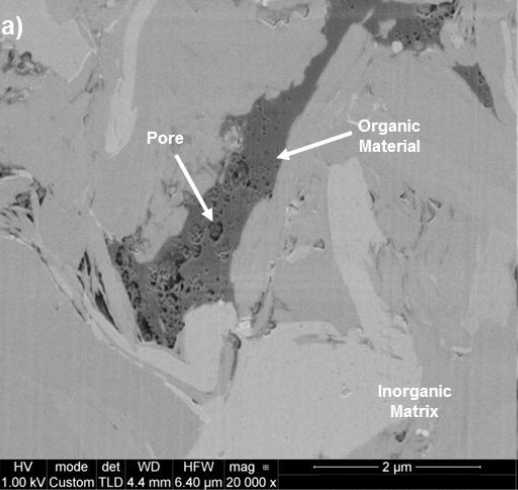 a)
Pore
Organic
Material
Inorganic
Matrix
HV mode det WD HFW mag
1.00 kV Custom TLD 4.4 mm 6.40 µm 20 000 x
2 µm